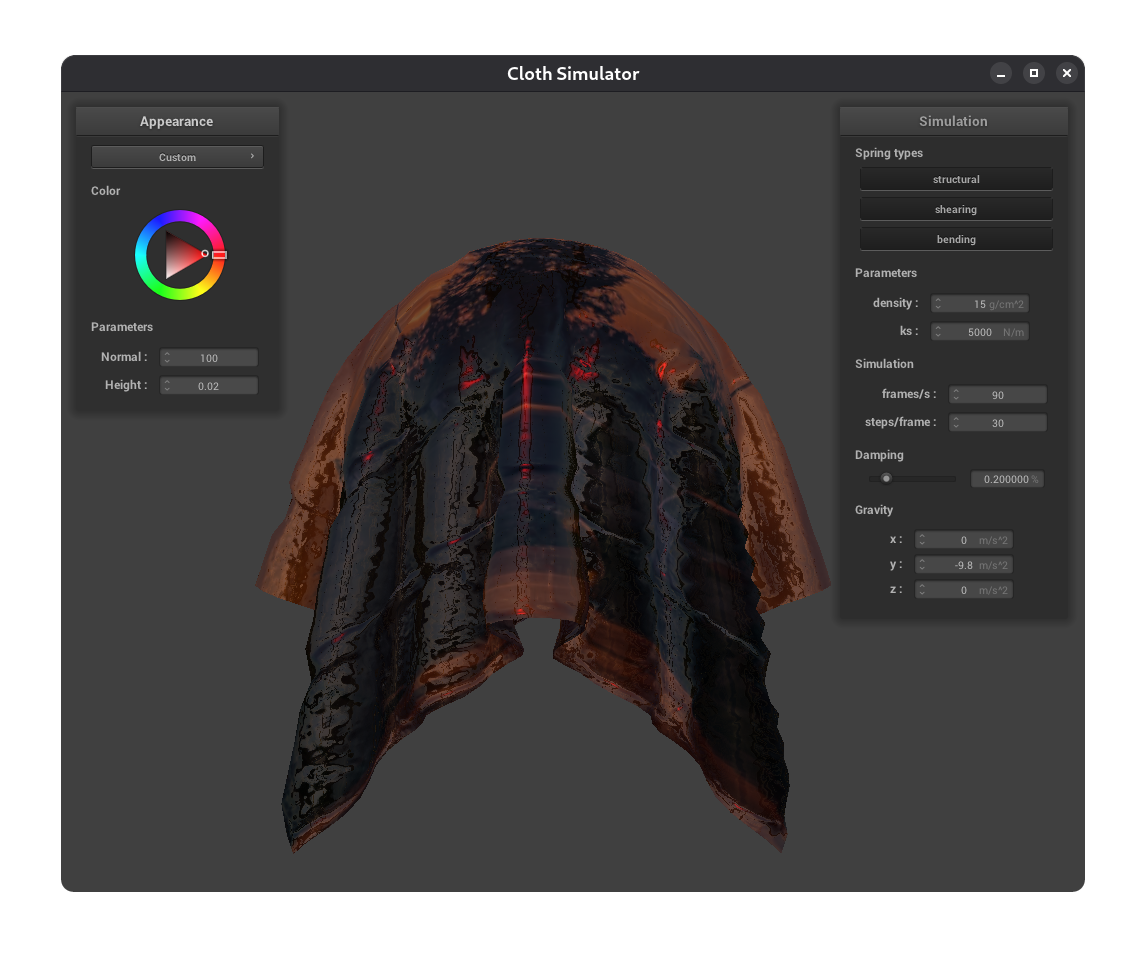 Cloth Simulator
Appearance
Custom
Color
Parameters
Normal : 100
Height : 0.02
Simulation
Spring types
structural
shearing
bending
Parameters
density : 15 g/cm^2
ks : 5000 N/m
Simulation
frames/s : 90
steps/frame : 30
Damping
0.200000 %
Gravity
x : 0 m/s^2
y : -9.8 m/s^2
z : 0 m/s^2